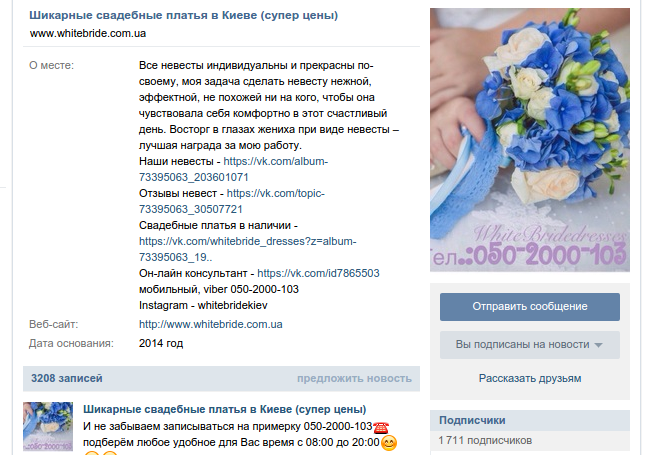 Шикарные свадебные платья в Киеве (супер цены)
www.whitebride.com.ua
О месте:
Все невесты индивидуальны и прекрасны по-
своему, моя задача сделать невесту нежной,
эффектной, не похожей ни на кого, чтобы она
чувствовала себя комфортно в этот счастливый
день. Восторг в глазах жениха при виде невесты –
лучшая награда за мою работу.
Наши невесты - https://vk.com/album-
73395063_203601071
Отзывы невест - https://vk.com/topic-
73395063_30507721
Свадебные платья в наличии -
https://vk.com/whitebride_dresses?z=album-
73395063_19..
Он-лайн консультант - https://vk.com/id7865503
мобильный, viber 050-2000-103
Instagram - whitebridekiev
Веб-сайт: http://www.whitebride.com.ua
Дата основания: 2014 год
3208 записей предложить новость
Шикарные свадебные платья в Киеве (супер цены)
И не забываем записываться на примерку 050-2000-103☎️
подберём любое удобное для Вас время с 08:00 до 20:00😊
.:050-2000-103
WhiteBridedresses
Тел.:050-2000-103
Отправить сообщение
Вы подписаны на новости
Рассказать друзьям
Подписчики
1 711 подписчиков